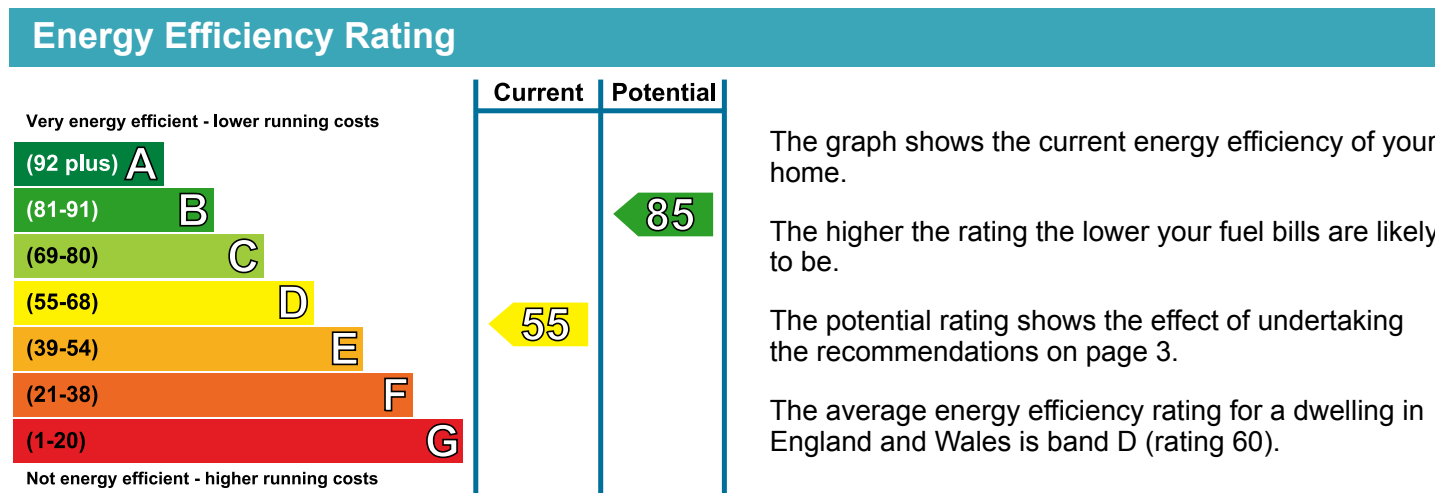 Energy Efficiency Rating
Current Potential
Very energy efficient - lower running costs
(92 plus) A
(81-91) B
85
(69-80) C
(55-68) D
55
(39-54) E
(21-38) F
(1-20) G
Not energy efficient - higher running costs
The graph shows the current energy efficiency of your
home.
The higher the rating the lower your fuel bills are likely
to be.
The potential rating shows the effect of undertaking
the recommendations on page 3.
The average energy efficiency rating for a dwelling in
England and Wales is band D (rating 60).